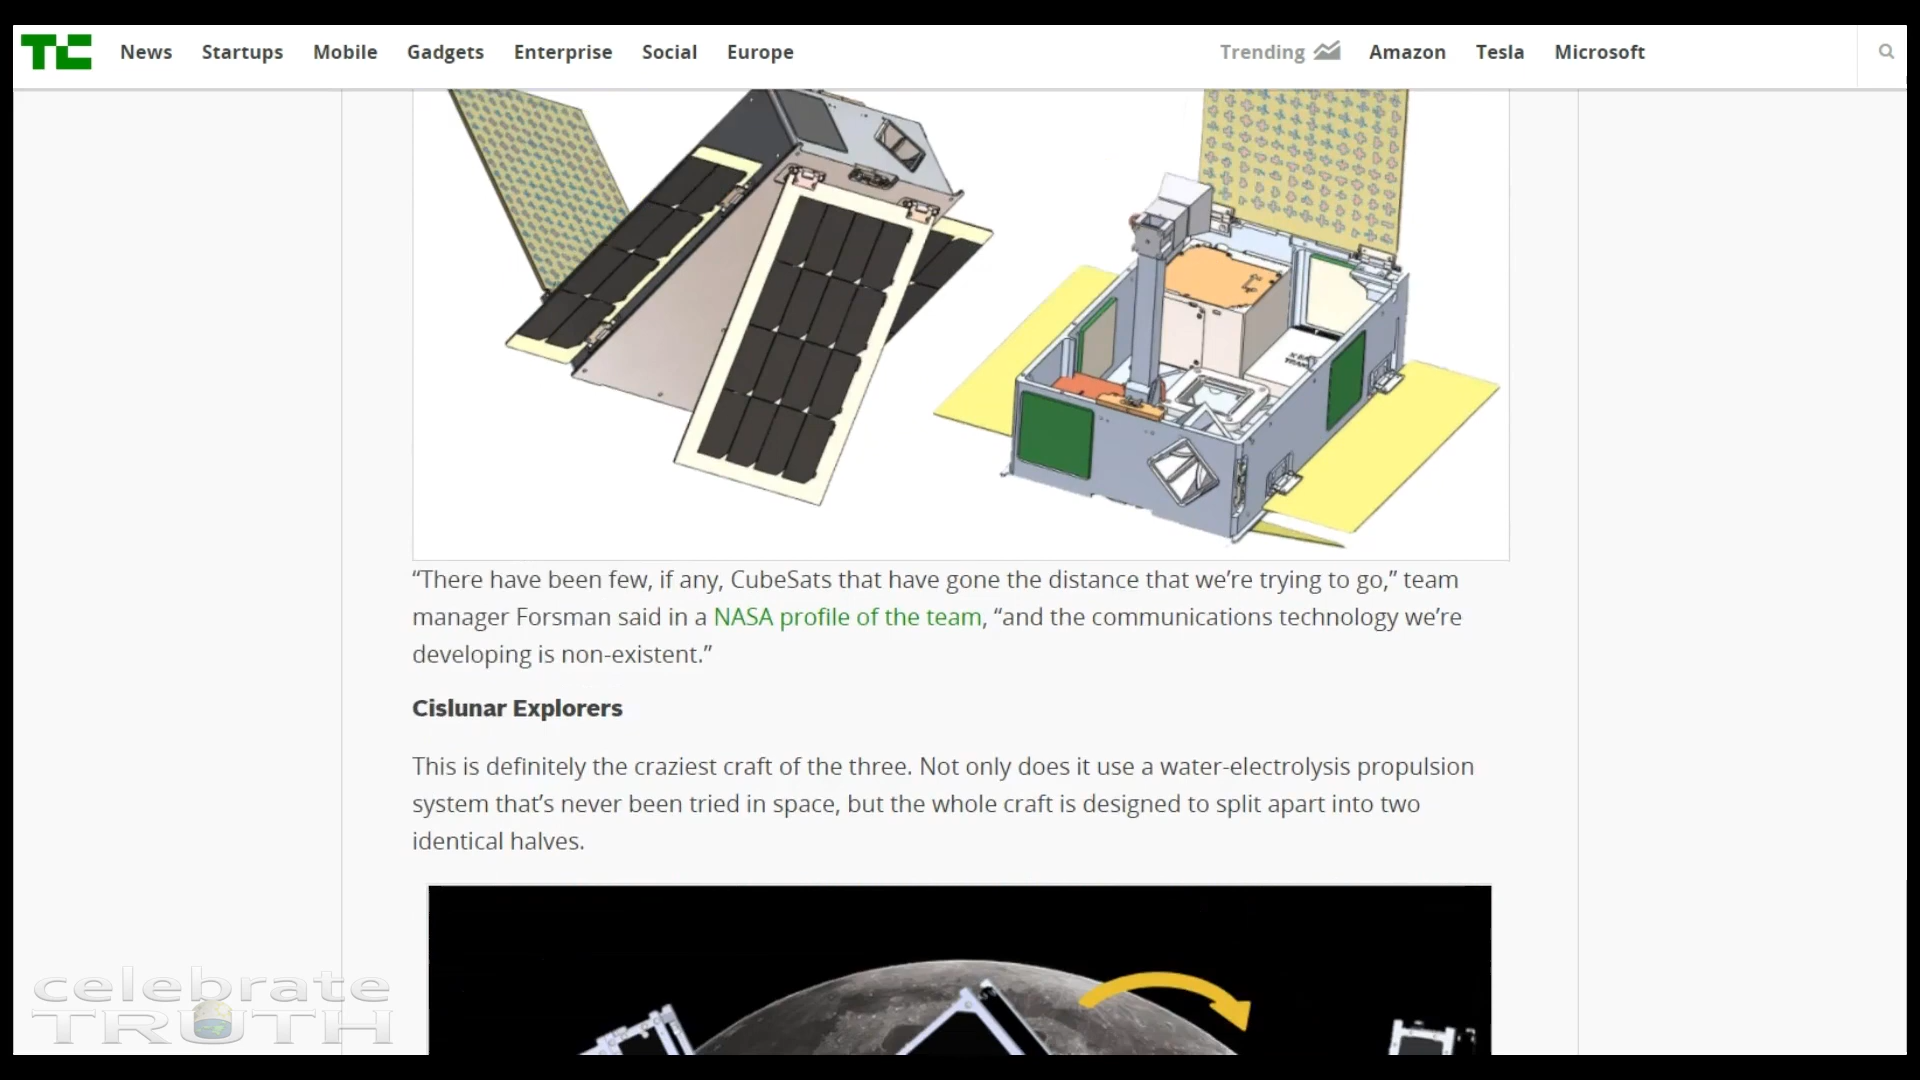 TC News Startups Mobile Gadgets Enterprise Social Europe Trending Amazon Tesla Microsoft
“There have been few, if any, CubeSats that have gone the distance that we’re trying to go,” team
manager Forsman said in a NASA profile of the team, “and the communications technology we’re
developing is non-existent.”
Cislunar Explorers
This is definitely the craziest craft of the three. Not only does it use a water-electrolysis propulsion
system that’s never been tried in space, but the whole craft is designed to split apart into two
identical halves.
celebrate
TRUTH